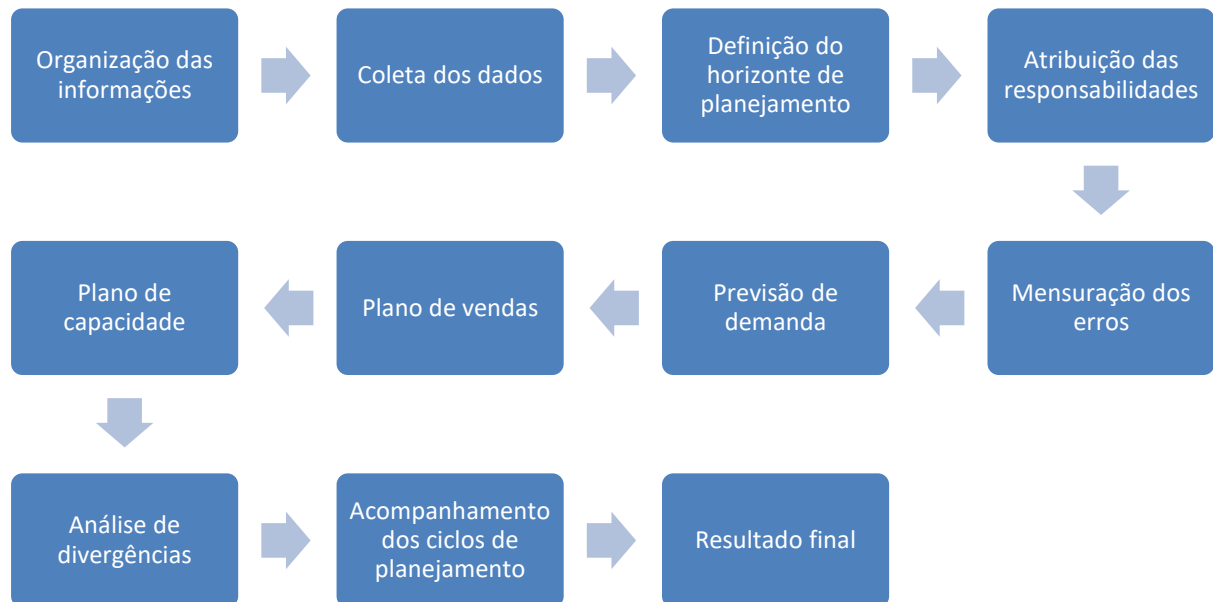 Organização das
informações
Coleta dos dados
Definição do
horizonte de
planejamento
Atribuição das
responsabilidades
Plano de
capacidade
Plano de vendas
Previsão de
demanda
Mensuração dos
erros
Análise de
divergências
Acompanhamento
dos ciclos de
planejamento
Resultado final